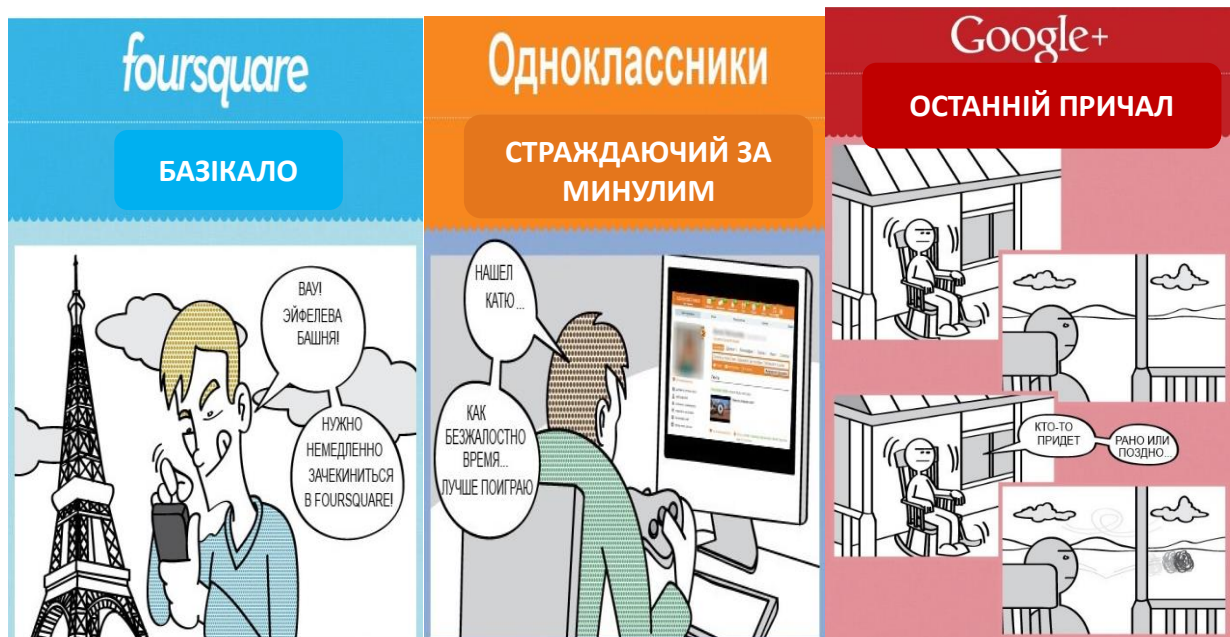 foursquare
БАЗІКАЛО
ВАУ!
ЭЙФЕЛЕВА
БАШНЯ!
НУЖНО
НЕМЕДЛЕННО
ЗАЧЕКИНИТЬСЯ
В FOURSQUARE!
Одноклассники
СТРАЖДАЮЧИЙ ЗА
МИНУЛИМ
НАШЕЛ
КАТЮ...
КАК
БЕЗЖАЛОСТНО
ВРЕМЯ...
ЛУЧШЕ ПОИГРАЮ
Google+
ОСТАННІЙ ПРИЧАЛ
КТО-ТО
ПРИДЕТ
РАНО ИЛИ
ПОЗДНО...